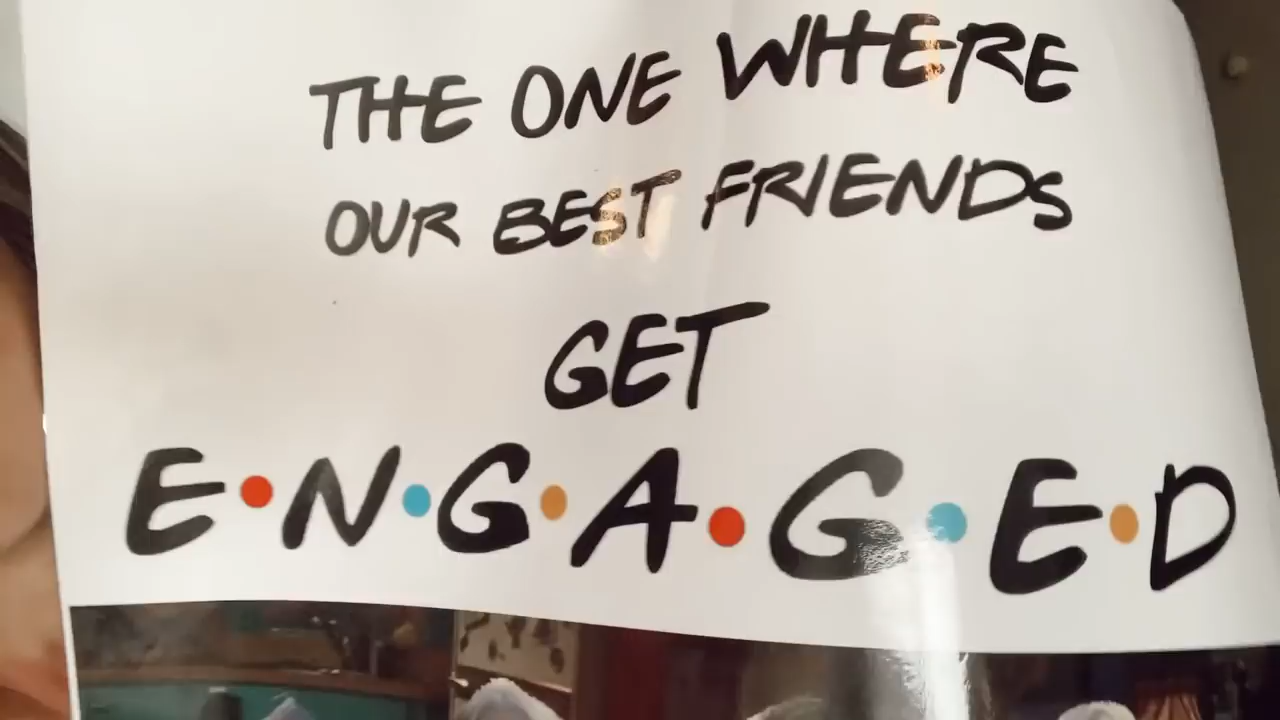 THE ONE WHERE
OUR BEST FRIENDS
GET
E•N•G•A•G•E•D